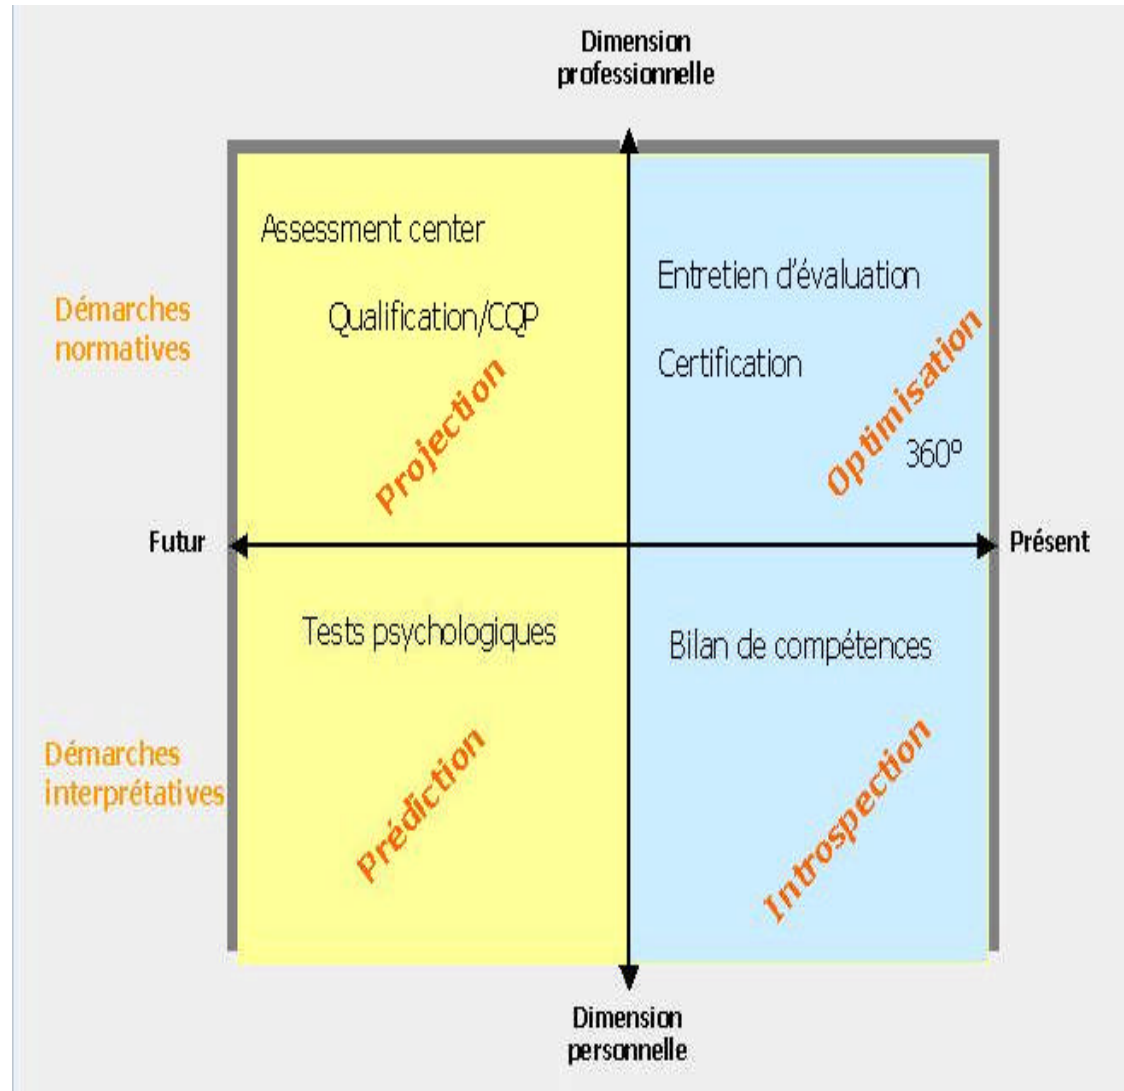 Dimension
professionnelle
Assessment center
Entretien d'évaluation
Démarches
normatives
Qualification/CQP
Certification
Projection
Optimisation
360º
Futur
Présent
Tests psychologiques
Bilan de compétences
Démarches
interprétatives
Prédiction
Introspection
Dimension
personnelle